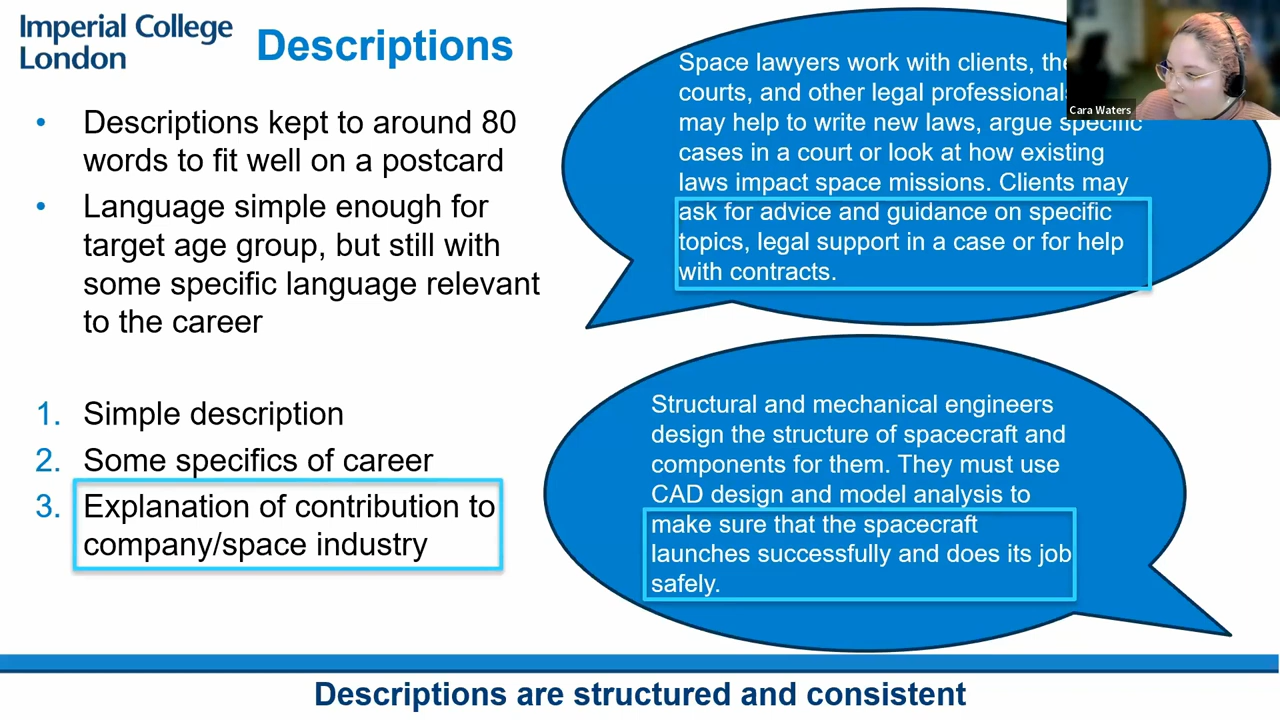 Imperial College
London
Descriptions
• Descriptions kept to around 80
words to fit well on a postcard
• Language simple enough for
target age group, but still with
some specific language relevant
to the career
1. Simple description
2. Some specifics of career
3. Explanation of contribution to
company/space industry
Space lawyers work with clients,
courts, and other legal professionals
may help to write new laws, argue specific
cases in a court or look at how existing
laws impact space missions. Clients may
ask for advice and guidance on specific
topics, legal support in a case or for help
with contracts.
Cara Waters
Structural and mechanical engineers
design the structure of spacecraft and
components for them. They must use
CAD design and model analysis to
make sure that the spacecraft
launches successfully and does its job
safely.
Descriptions are structured and consistent